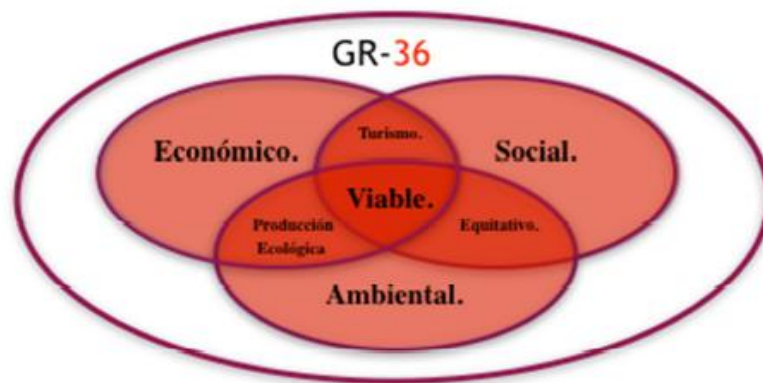 GR-36
Turismo.
Económico.
Social.
Viable.
Producción
Ecológica
Equitativo.
Ambiental.